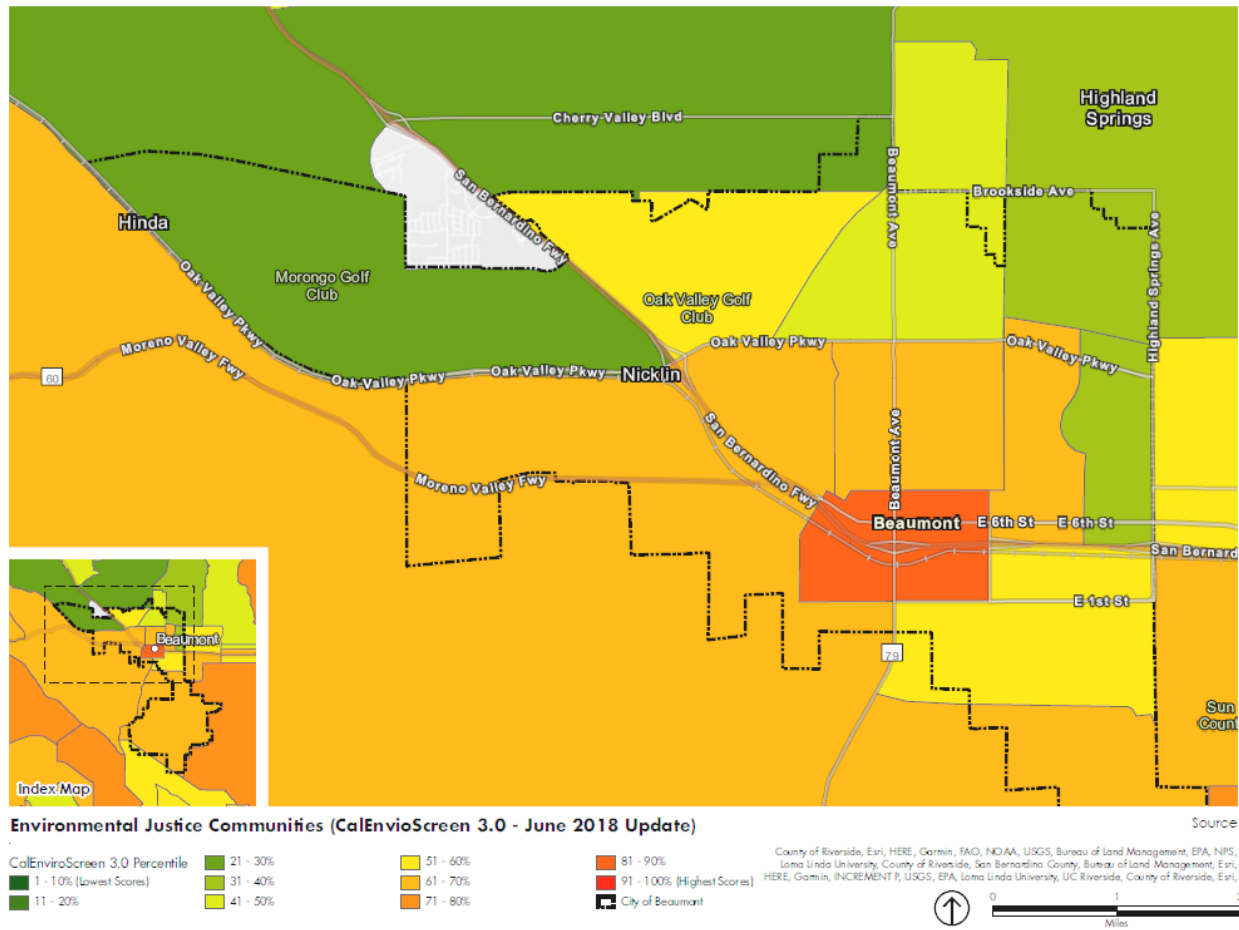 Highland
Springs
Cherry Valley Blvd
Beaumont Ave
San Bernardino Fwy
Brookside Ave
Hinda
Highland Springs Ave
Morongo Golf
Club
Oak Valley Pkwy
Oak Valley Golf
Club
Moreno Valley Fwy
Oak Valley Pkwy
Oak Valley Pkwy
60
Oak Valley Pkwy
Oak Valley Pkwy
Nicklin
San Bernardino Fwy
Beaumont Ave
Moreno Valley Fwy
Beaumont
E 6th St
E 6th St
San Bernard
E 1st St
79
Sun
Count
Beaumont
Index Map
Environmental Justice Communities (CalEnvioScreen 3.0 - June 2018 Update)
Source
CalEnviroScreen 3.0 Percentile
1 - 10% (Lowest Scores)
11 - 20%
21 - 30%
31 - 40%
41 - 50%
51 - 60%
61 - 70%
71 - 80%
81 - 90%
91 - 100% (Highest Scores)
City of Beaumont
County of Riverside, Esri, HERE, Garmin, FAO, NOAA, USGS, Bureau of Land Management, EPA, NPS,
Loma Linda University, County of Riverside, San Bernardino County, Bureau of Land Management, Esri,
HERE, Garmin, INCREMENT P, USGS, EPA, Loma Linda University, UC Riverside, County of Riverside, Esri,
0 1
Miles